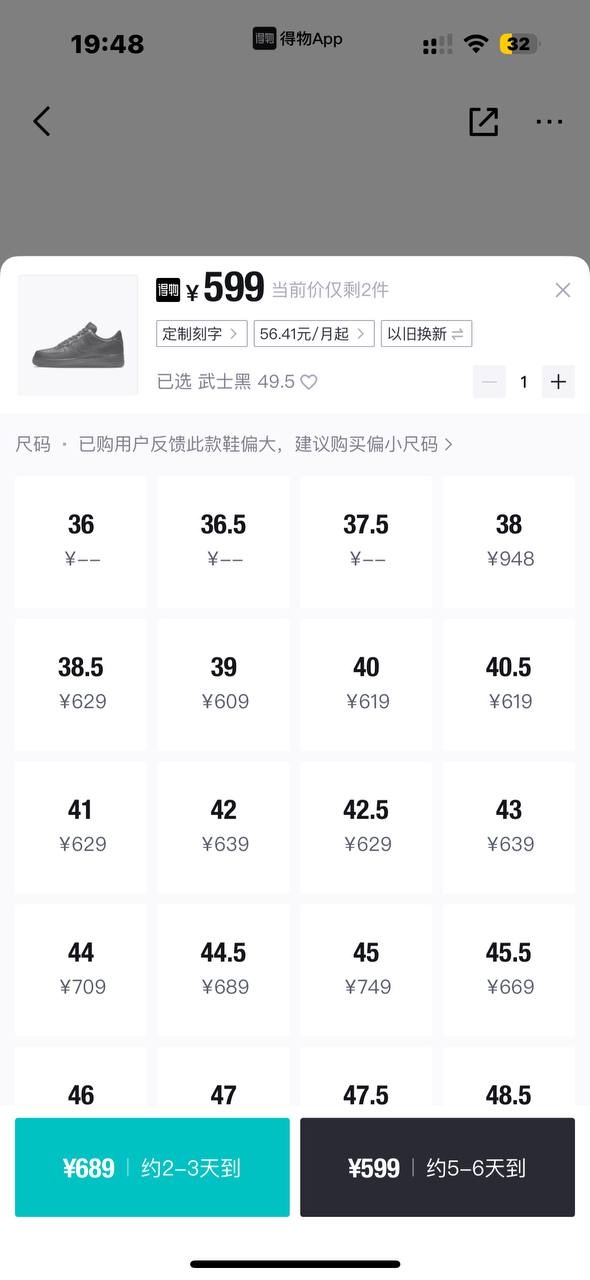 19:48
得物 得物App
32
得物 ¥599 当前价仅剩2件
定制刻字 56.41元/月起 以旧换新
已选 武士黑 49.5
1
尺码 · 已购用户反馈此款鞋偏大，建议购买偏小尺码
36 36.5 37.5 38
¥-- ¥-- ¥-- ¥948
38.5 39 40 40.5
¥629 ¥609 ¥619 ¥619
41 42 42.5 43
¥629 ¥639 ¥629 ¥639
44 44.5 45 45.5
¥709 ¥689 ¥749 ¥669
46 47 47.5 48.5
¥689 | 约2-3天到 ¥599 | 约5-6天到